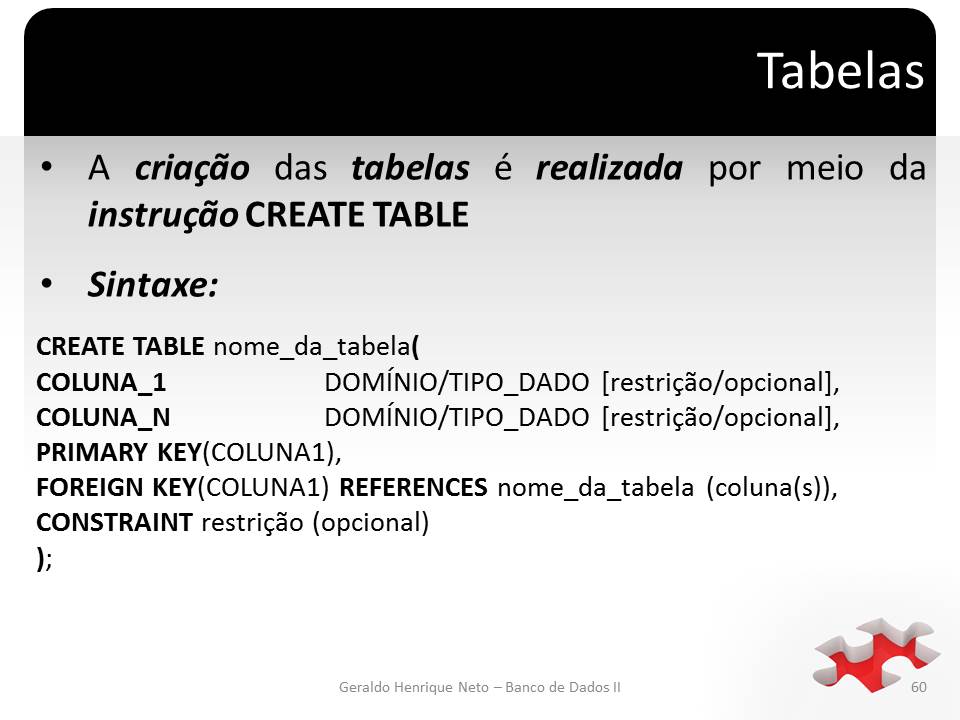 Tabelas
• A criação das tabelas é realizada por meio da
instrução CREATE TABLE
• Sintaxe:
CREATE TABLE nome_da_tabela(
COLUNA_1 DOMÍNIO/TIPO_DADO [restrição/opcional],
COLUNA_N DOMÍNIO/TIPO_DADO [restrição/opcional],
PRIMARY KEY(COLUNA1),
FOREIGN KEY(COLUNA1) REFERENCES nome_da_tabela (coluna(s)),
CONSTRAINT restrição (opcional)
);
Geraldo Henrique Neto – Banco de Dados II 60